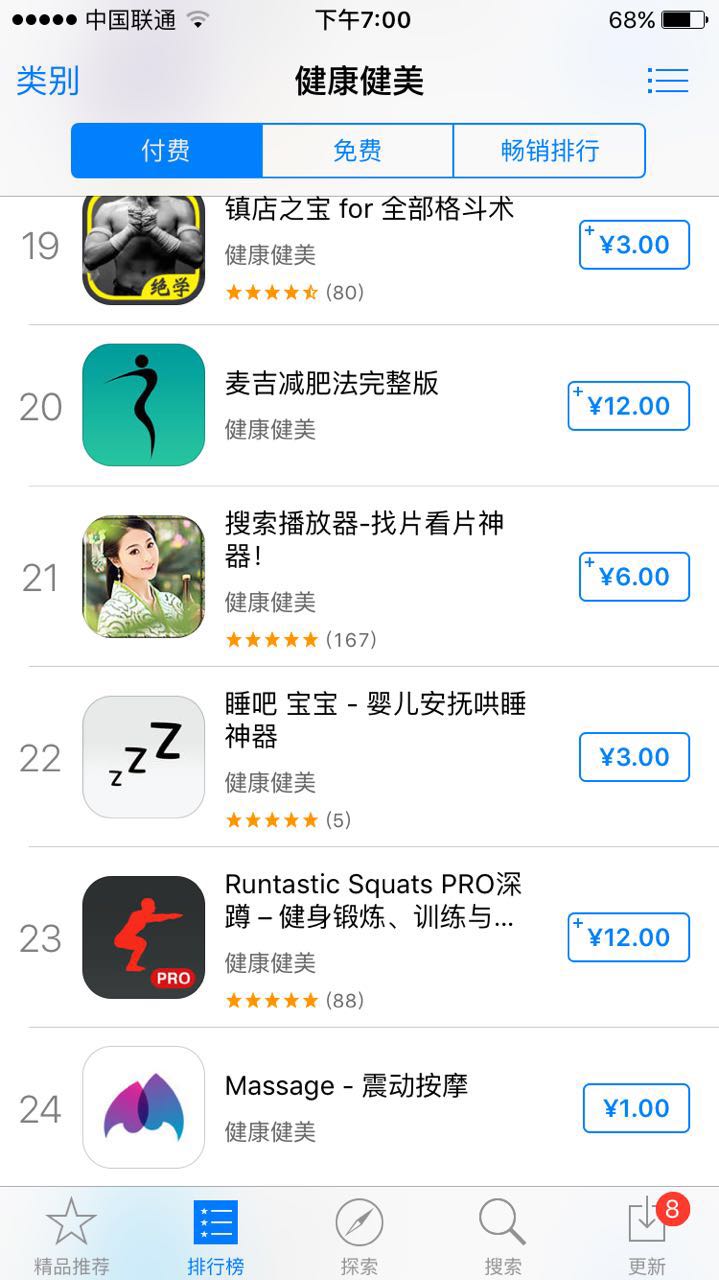 中国联通
下午7:00
68%
类别
健康健美
付费
免费
畅销排行
19
绝学
镇店之宝 for 全部格斗术
健康健美
(80)
+
¥3.00
20
麦吉减肥法完整版
健康健美
+
¥12.00
21
搜索播放器-找片看片神
器！
健康健美
(167)
+
¥6.00
22
zzZ
睡吧 宝宝 - 婴儿安抚哄睡
神器
健康健美
(5)
¥3.00
23
PRO
Runtastic Squats PRO深
蹲 – 健身锻炼、训练与...
健康健美
(88)
+
¥12.00
24
Massage - 震动按摩
健康健美
¥1.00
精品推荐
排行榜
探索
搜索
8
更新